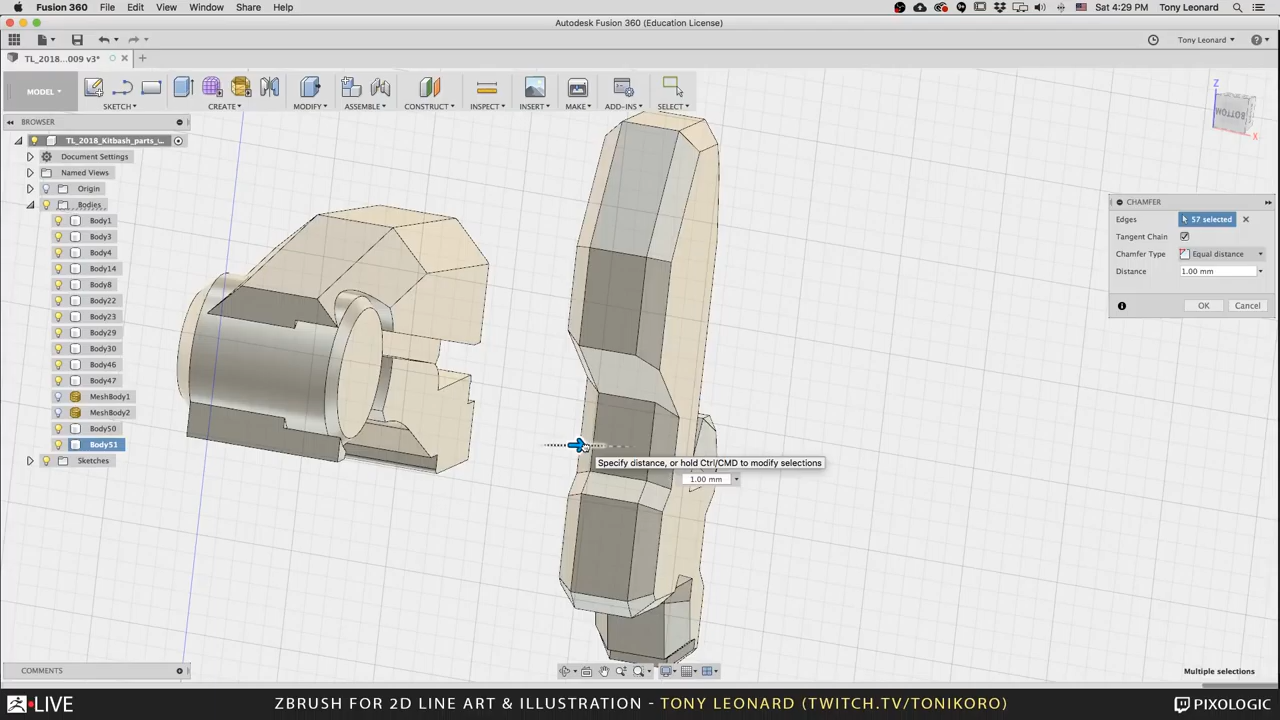 Fusion 360 File Edit View Window Share Help
Sat 4:29 PM Tony Leonard
Autodesk Fusion 360 (Education License)
Tony Leonard
TL_2018...009 v3*
MODEL
SKETCH CREATE MODIFY ASSEMBLE CONSTRUCT INSPECT INSERT MAKE ADD-INS SELECT
BROWSER
TL_2018_Kitbash_parts_i...
Document Settings
Named Views
Origin
Bodies
Body1
Body3
Body4
Body14
Body8
Body22
Body23
Body29
Body30
Body46
Body47
MeshBody1
MeshBody2
Body50
Body51
Sketches
Z
BOTTOM
X
CHAMFER
Edges 57 selected
Tangent Chain
Chamfer Type Equal distance
Distance 1.00 mm
OK Cancel
Specify distance, or hold Ctrl/CMD to modify selections
1.00 mm
COMMENTS
Multiple selections
LIVE
ZBRUSH FOR 2D LINE ART & ILLUSTRATION - TONY LEONARD (TWITCH.TV/TONIKORO)
PIXOLOGIC